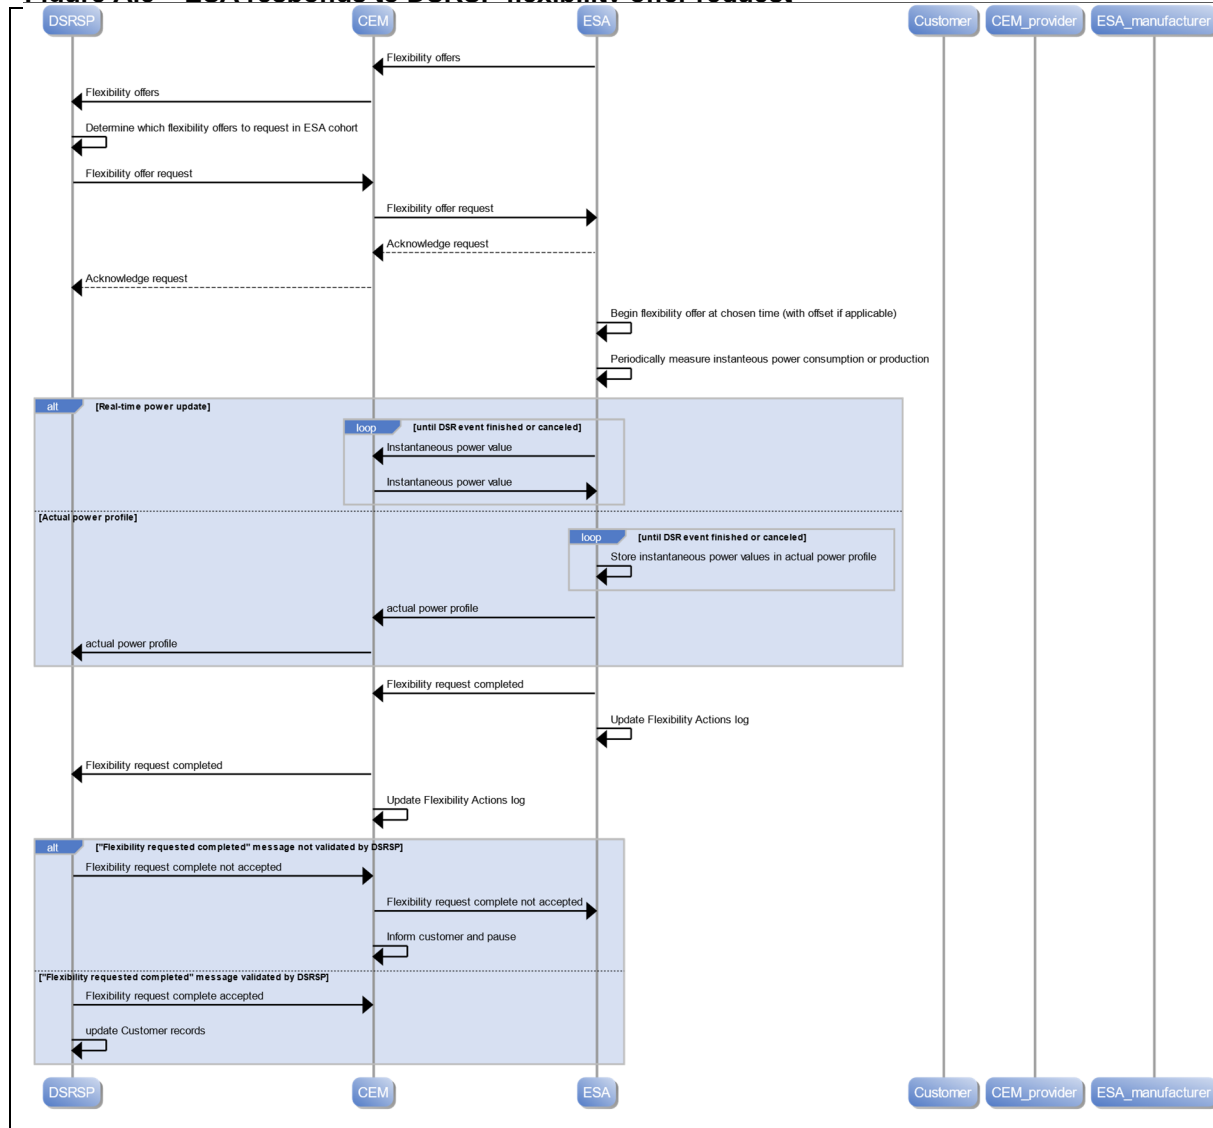 DSRSP CEM ESA Customer CEM_provider ESA_manufacturer
Flexibility offers
Flexibility offers
Determine which flexibility offers to request in ESA cohort
Flexibility offer request
Flexibility offer request
Acknowledge request
Acknowledge request
Begin flexibility offer at chosen time (with offset if applicable)
Periodically measure instanteous power consumption or production
alt [Real-time power update]
loop [until DSR event finished or canceled]
Instantaneous power value
Instantaneous power value
[Actual power profile]
loop [until DSR event finished or canceled]
Store instantaneous power values in actual power profile
actual power profile
actual power profile
Flexibility request completed
Update Flexibility Actions log
Flexibility request completed
Update Flexibility Actions log
alt ["Flexibility requested completed" message not validated by DSRSP]
Flexibility request complete not accepted
Flexibility request complete not accepted
Inform customer and pause
["Flexibility requested completed" message validated by DSRSP]
Flexibility request complete accepted
update Customer records
DSRSP CEM ESA Customer CEM_provider ESA_manufacturer